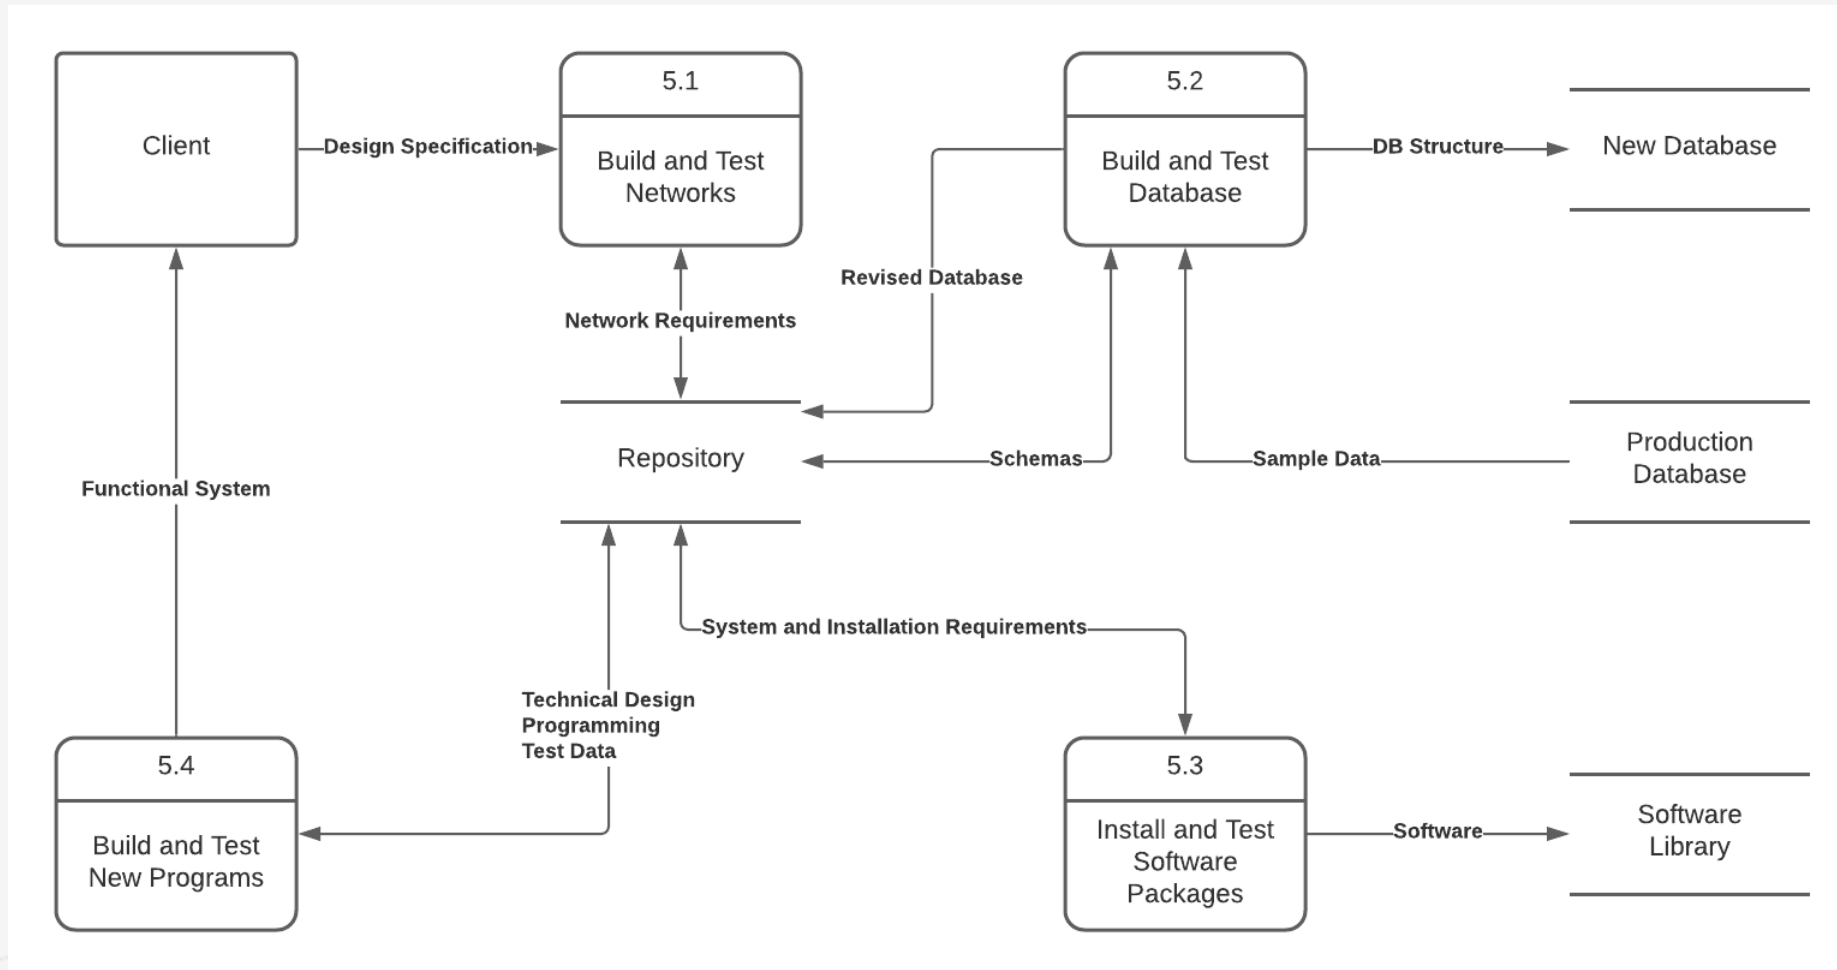 5.1
5.2
Client
Design Specification
Build and Test
Networks
Build and Test
Database
DB Structure
New Database
Revised Database
Network Requirements
Repository
Schemas
Sample Data
Production
Database
Functional System
System and Installation Requirements
Technical Design
Programming
Test Data
5.4
5.3
Build and Test
New Programs
Install and Test
Software
Packages
Software
Software
Library